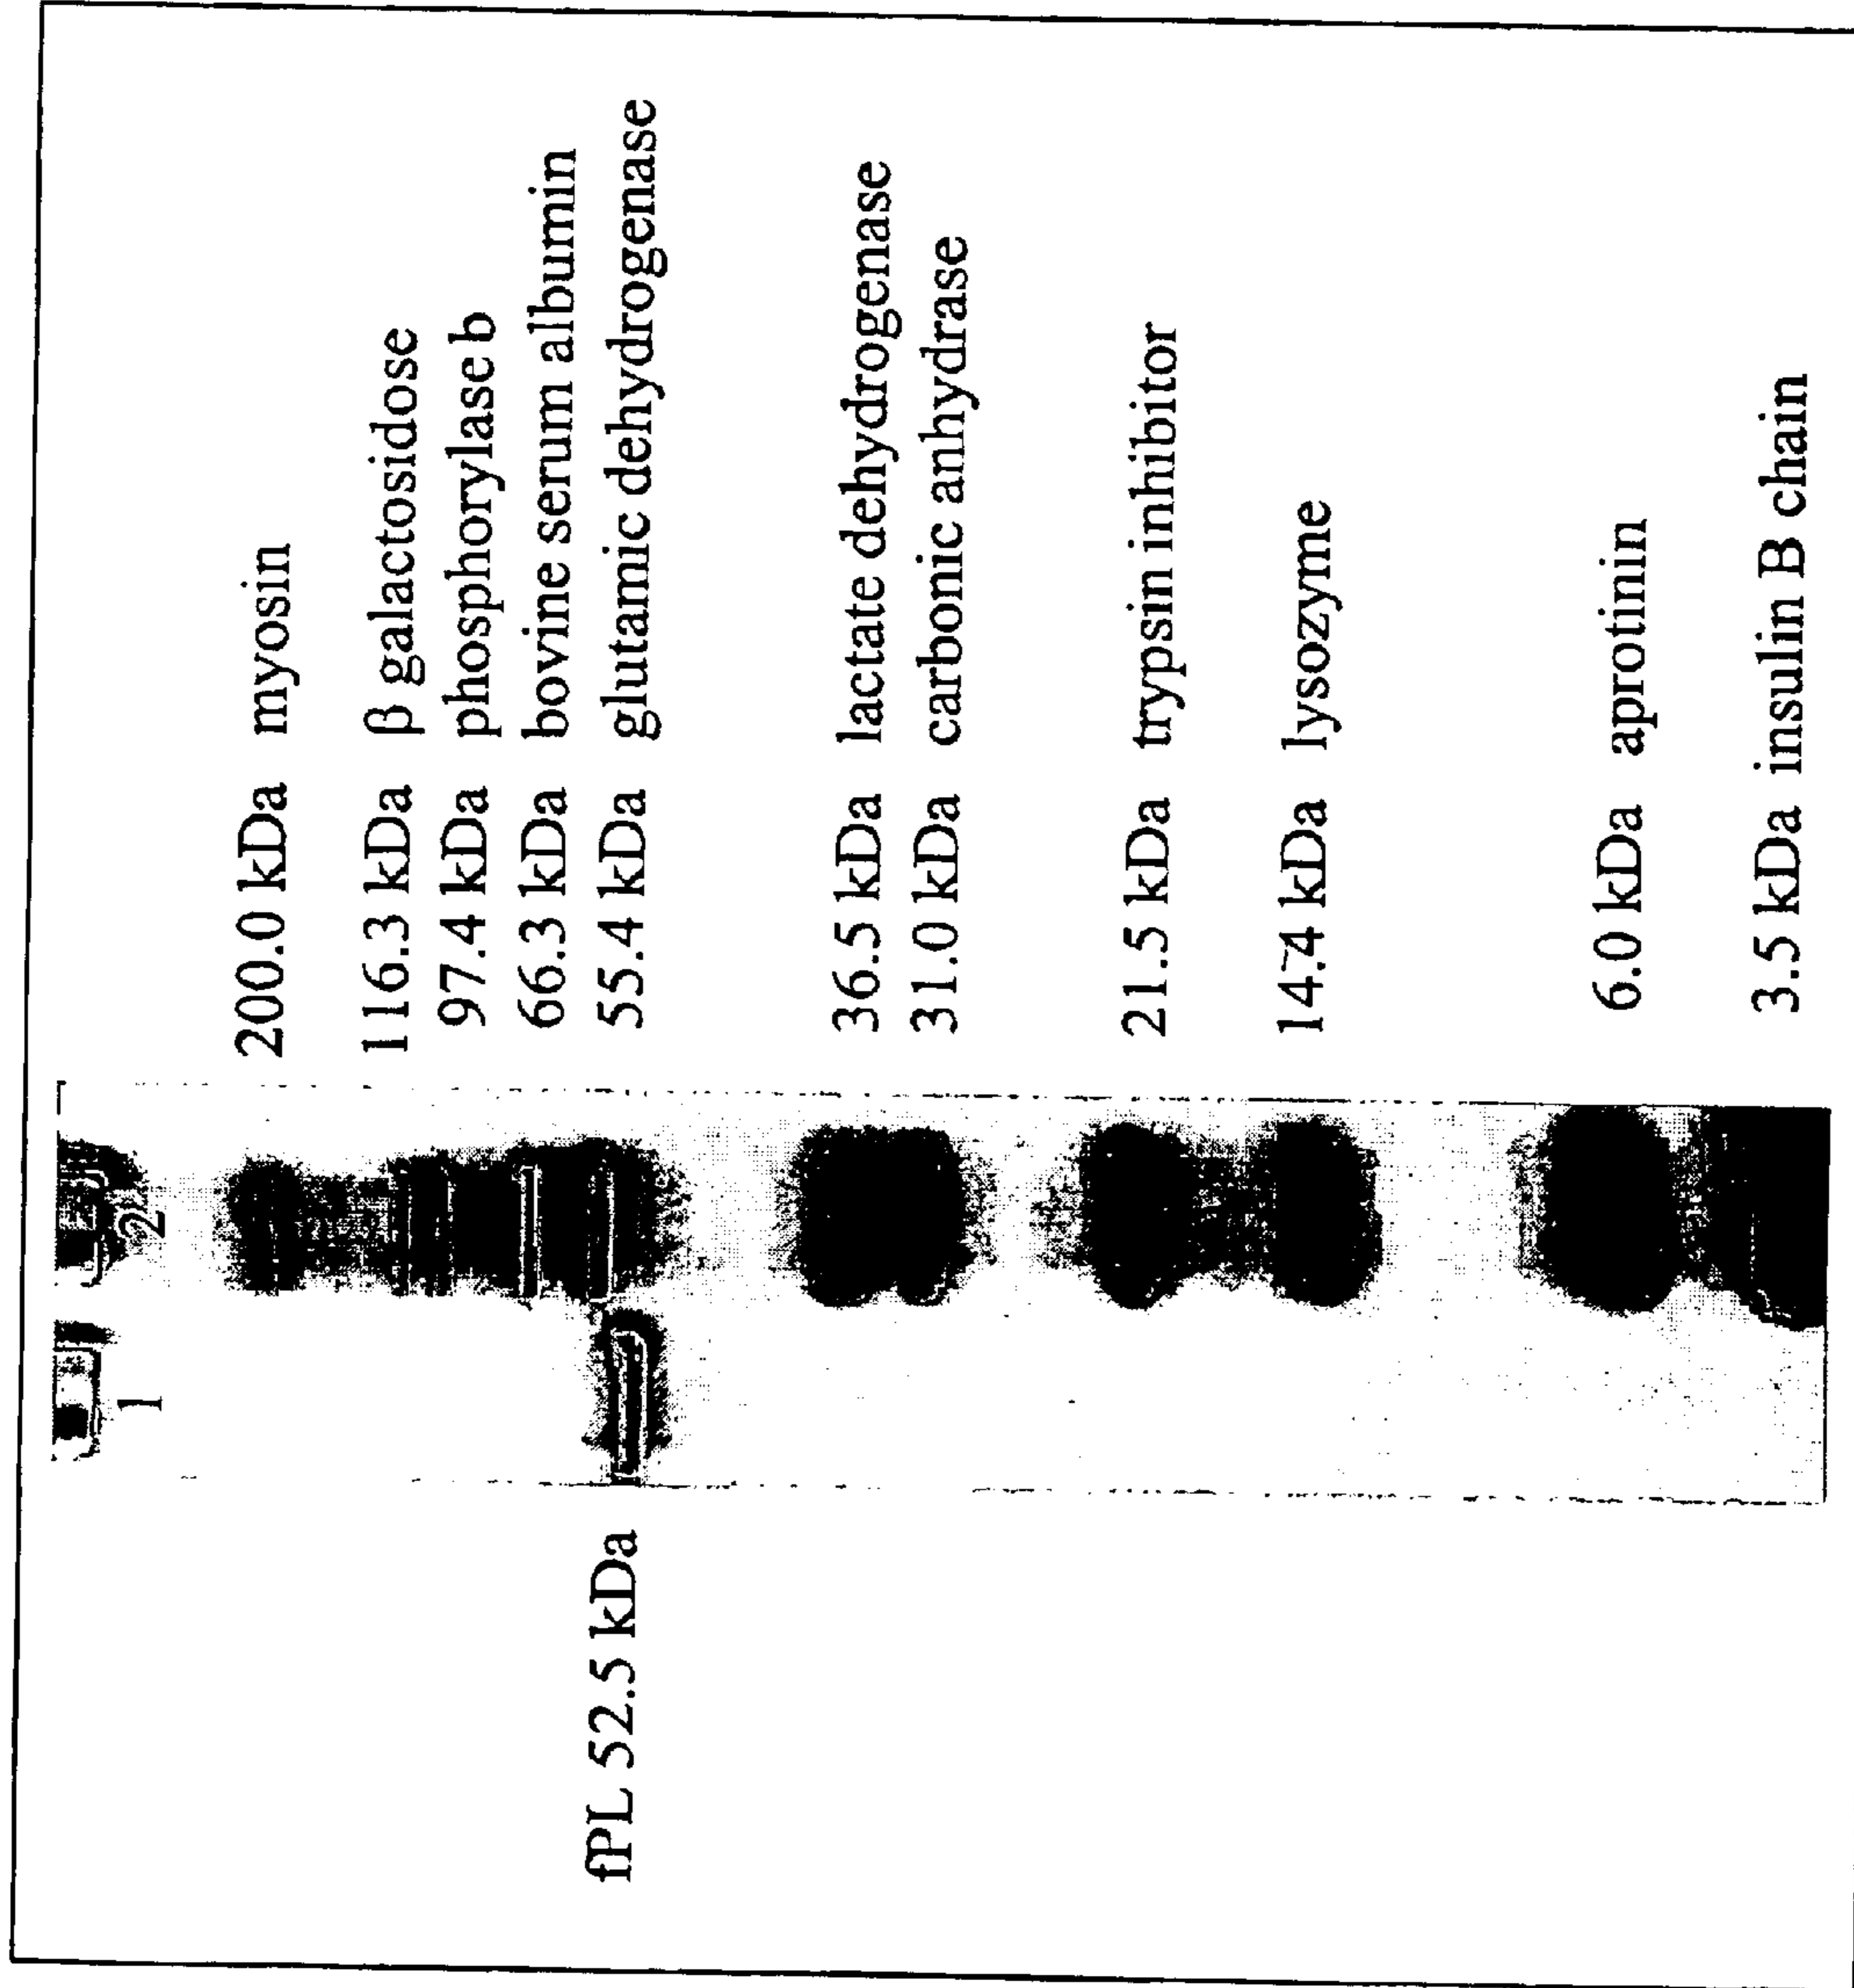 1
2
fPL 52.5 kDa
200.0 kDa myosin
116.3 kDa β galactosidose
97.4 kDa phosphorylase b
66.3 kDa bovine serum albumin
55.4 kDa glutamic dehydrogenase
36.5 kDa lactate dehydrogenase
31.0 kDa carbonic anhydrase
21.5 kDa trypsin inhibitor
14.4 kDa lysozyme
6.0 kDa aprotinin
3.5 kDa insulin B chain